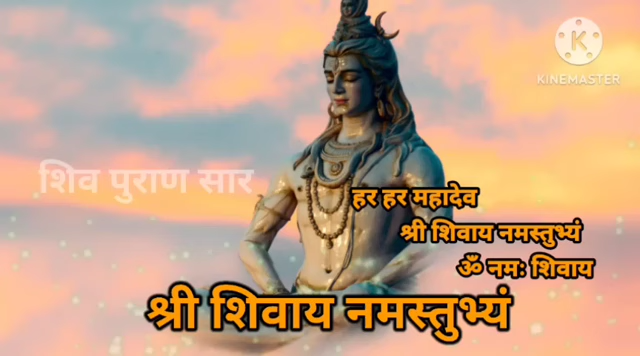 KINEMASTER
शिव पुराण सार
हर हर महादेव
श्री शिवाय नमस्तुभ्यं
ॐ नमः शिवाय
श्री शिवाय नमस्तुभ्यं